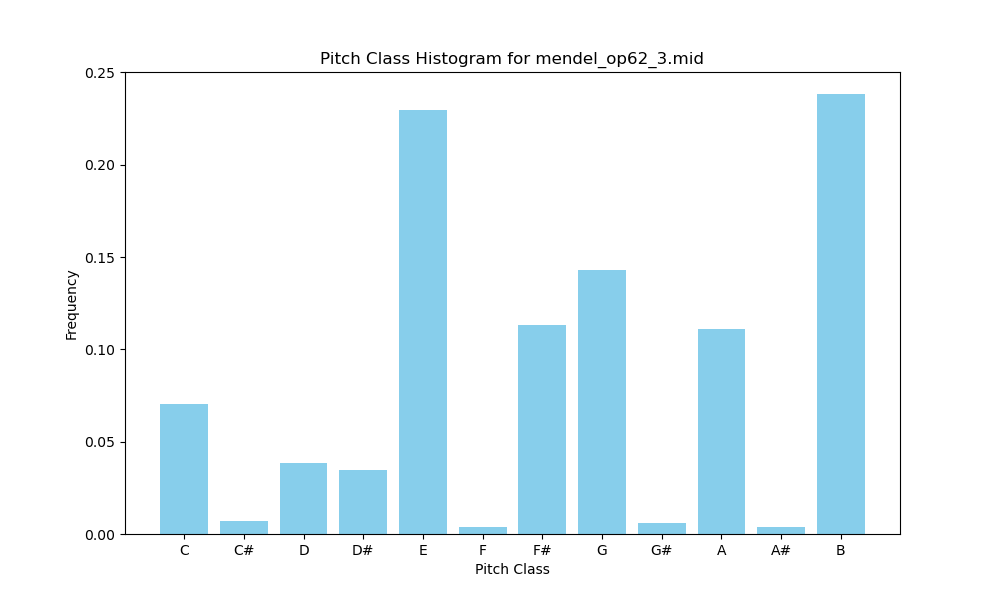 Pitch Class Histogram for mendel_op62_3.mid
0.25
0.20
0.15
0.10
0.05
0.00
Frequency
C C# D D# E F F# G G# A A# B
Pitch Class